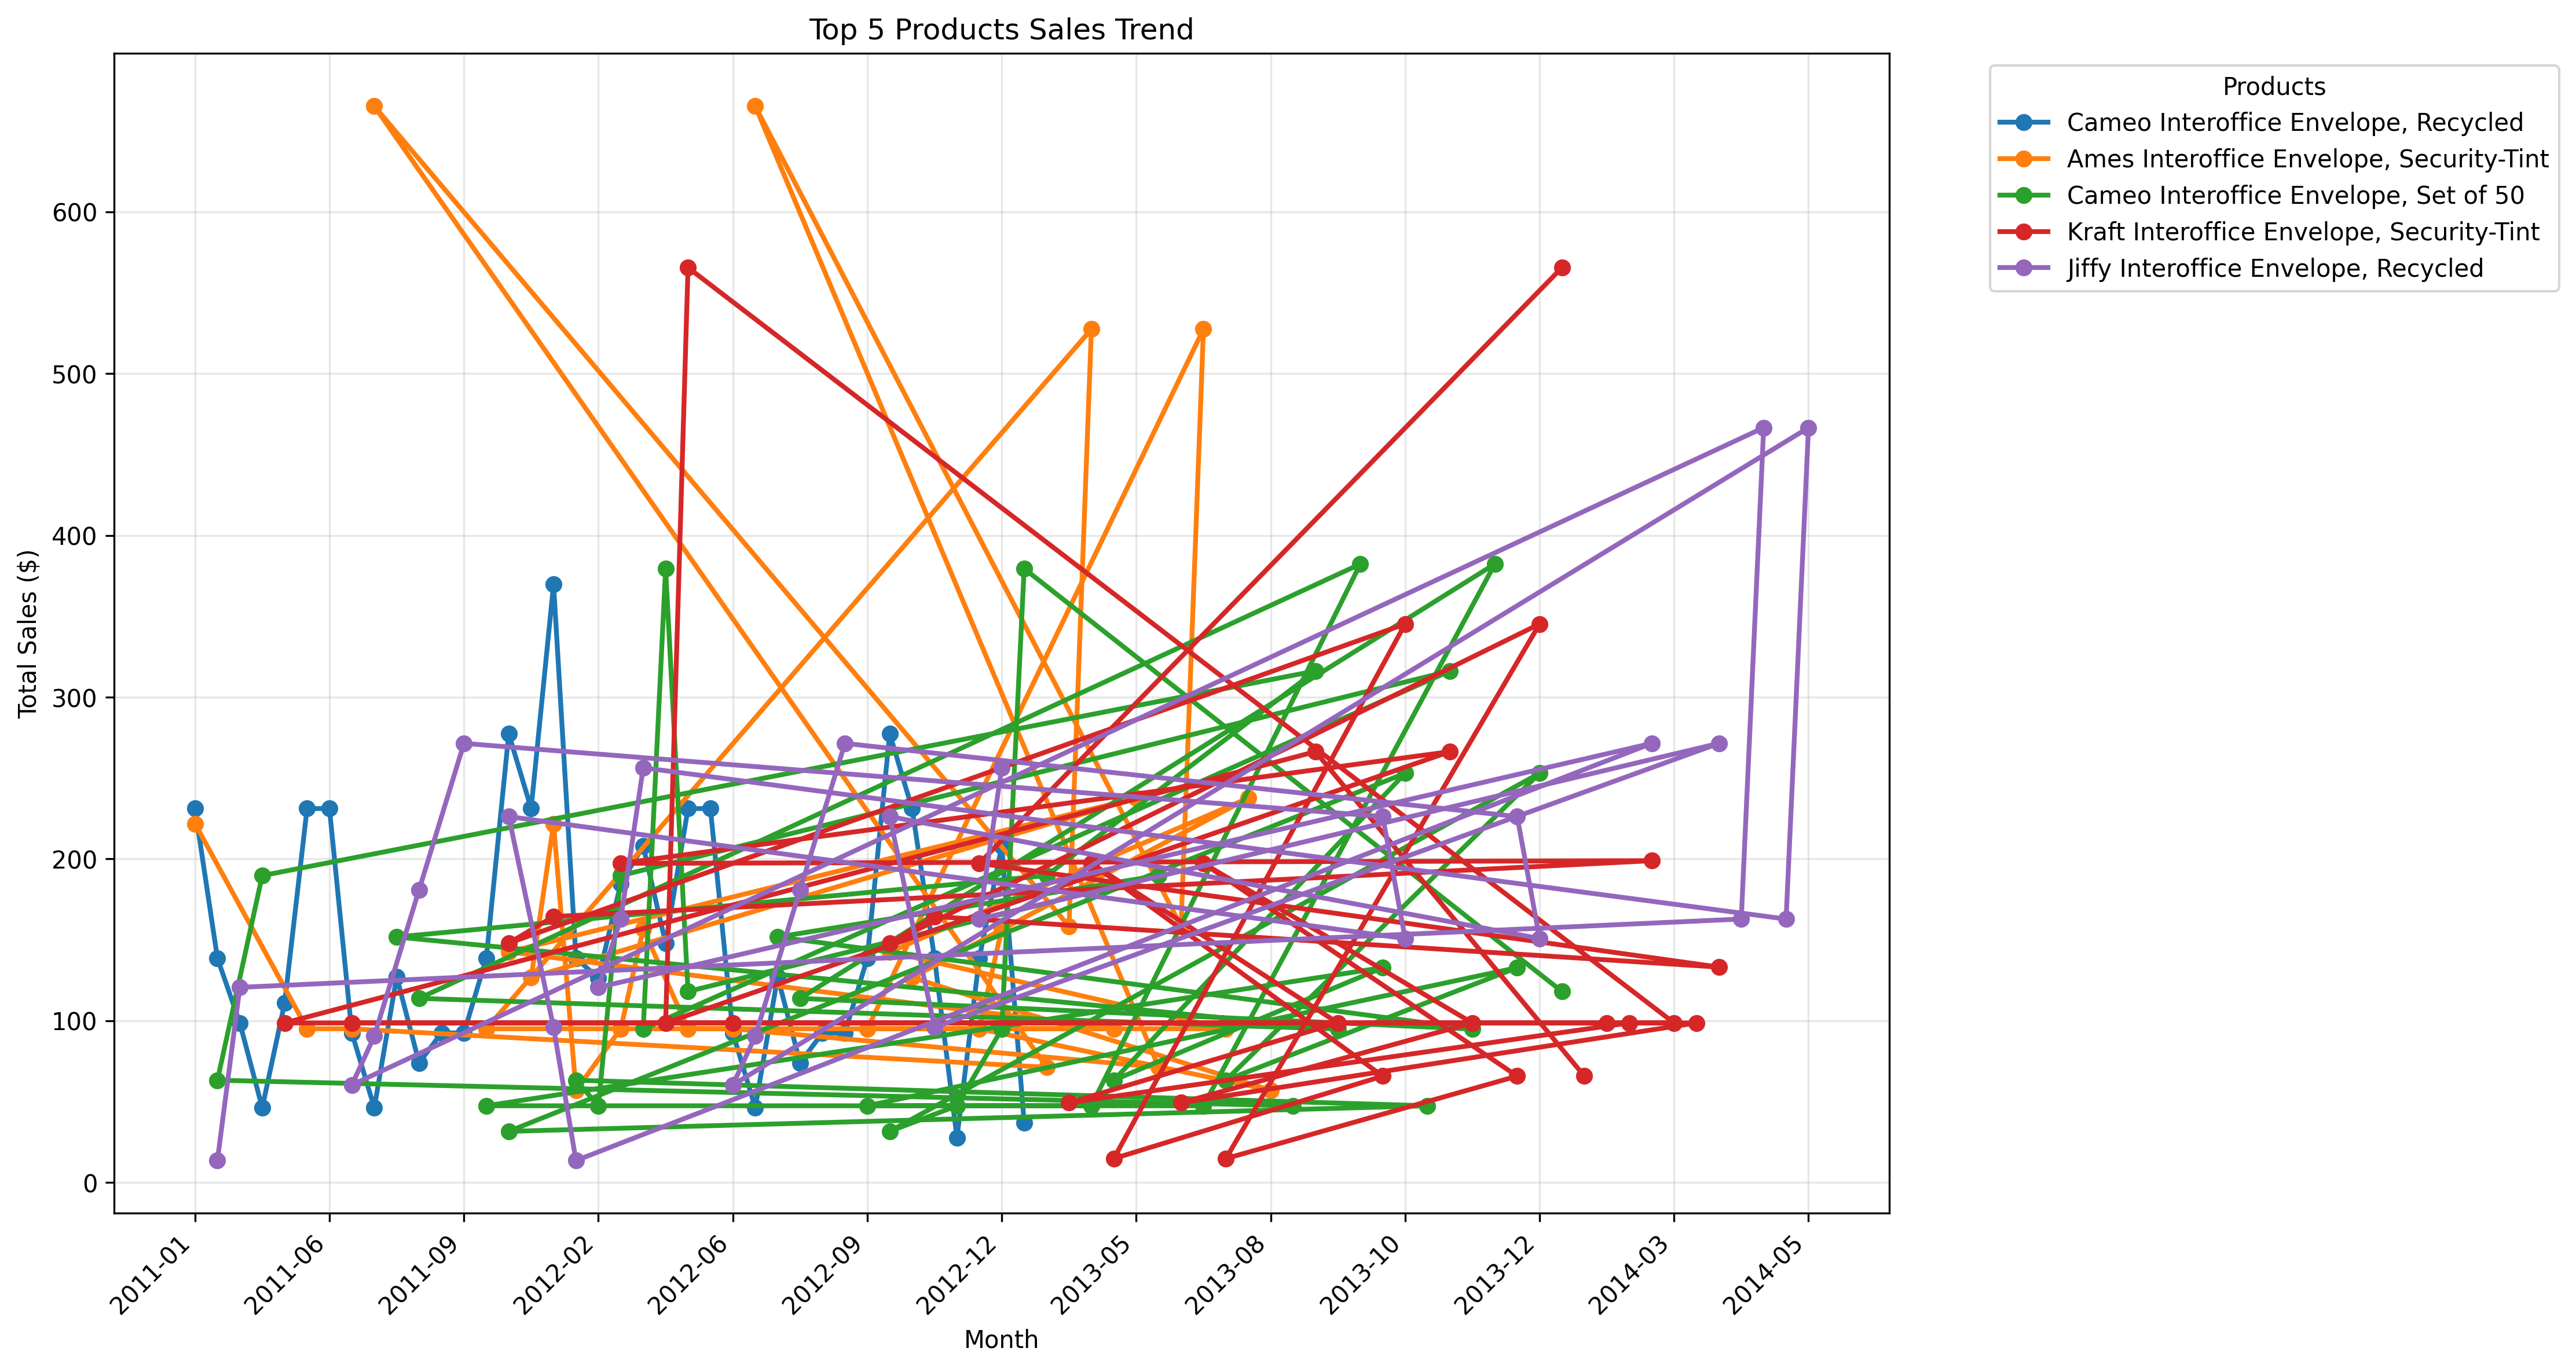 Top 5 Products Sales Trend
Products
Cameo Interoffice Envelope, Recycled
Ames Interoffice Envelope, Security-Tint
Cameo Interoffice Envelope, Set of 50
Kraft Interoffice Envelope, Security-Tint
Jiffy Interoffice Envelope, Recycled
Total Sales ($)
600
500
400
300
200
100
0
2011-01
2011-06
2011-09
2012-02
2012-06
2012-09
2012-12
2013-05
2013-08
2013-10
2013-12
2014-03
2014-05
Month